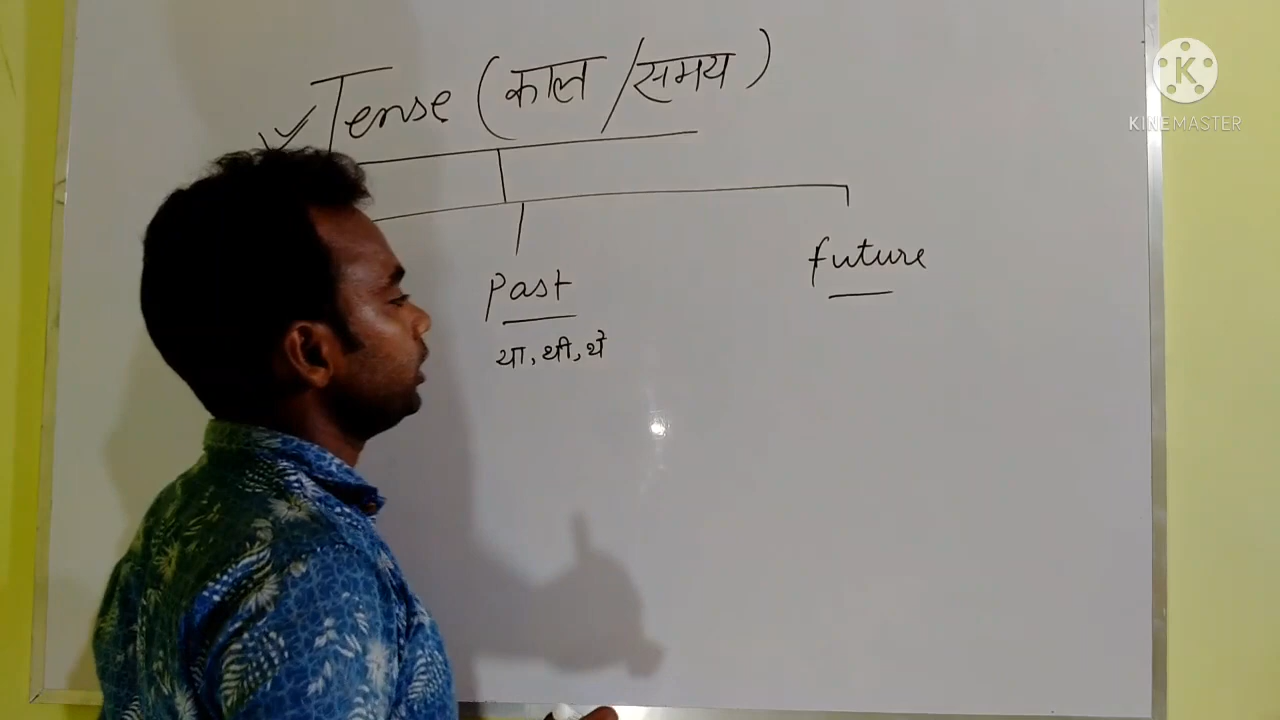 Tense (काल / समय)
Past
future
था, थी, थे
K
KINEMASTER